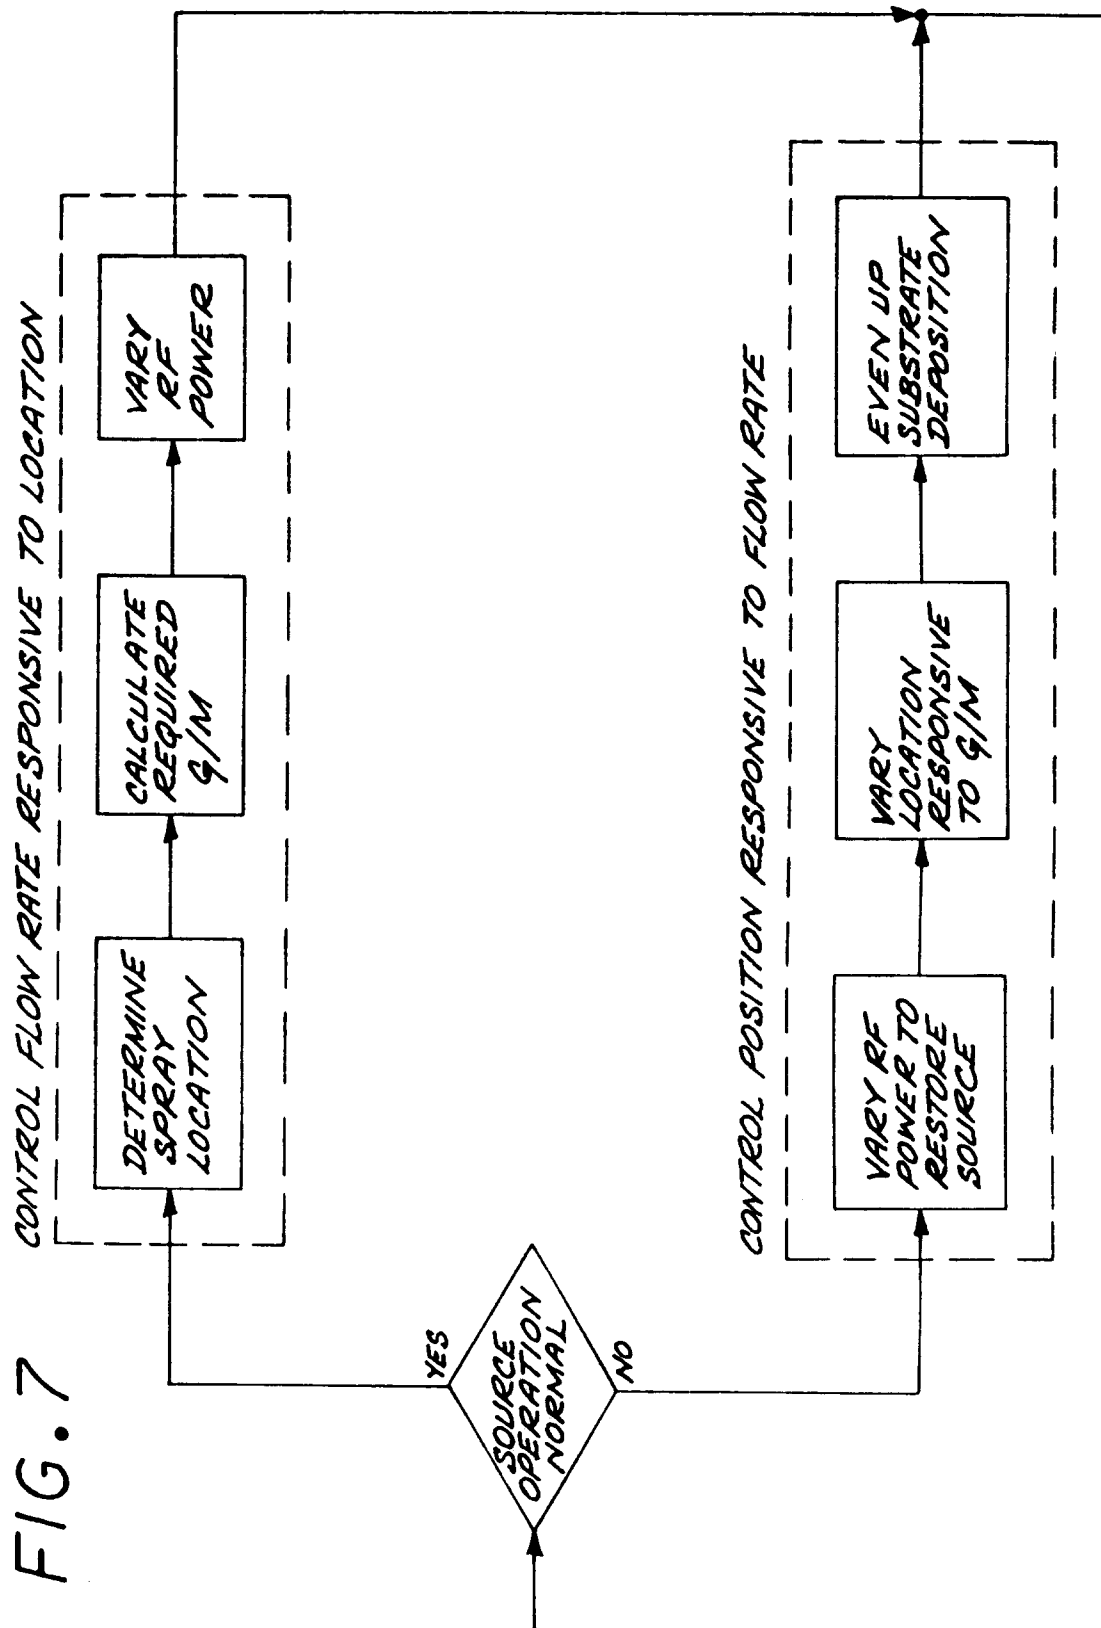 FIG. 7
CONTROL FLOW RATE RESPONSIVE TO LOCATION
DETERMINE
SPRAY
LOCATION
CALCULATE
REQUIRED
G/M
VARY
RF
POWER
YES
SOURCE
OPERATION
NORMAL
NO
CONTROL POSITION RESPONSIVE TO FLOW RATE
VARY RF
POWER TO
RESTORE
SOURCE
VARY
LOCATION
RESPONSIVE
TO G/M
EVEN UP
SUBSTRATE
DEPOSITION